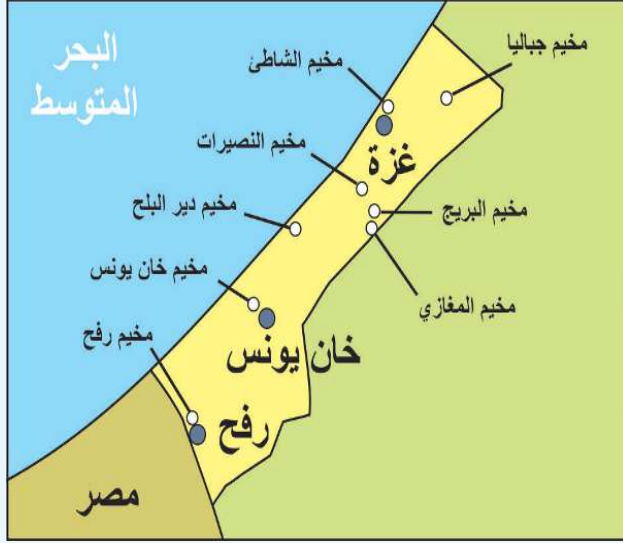 البحر
المتوسط
مخيم جباليا
مخيم الشاطئ
غزة
مخيم النصيرات
مخيم البريج
مخيم دير البلح
مخيم المغازي
مخيم خان يونس
خان يونس
مخيم رفح
رفح
مصر